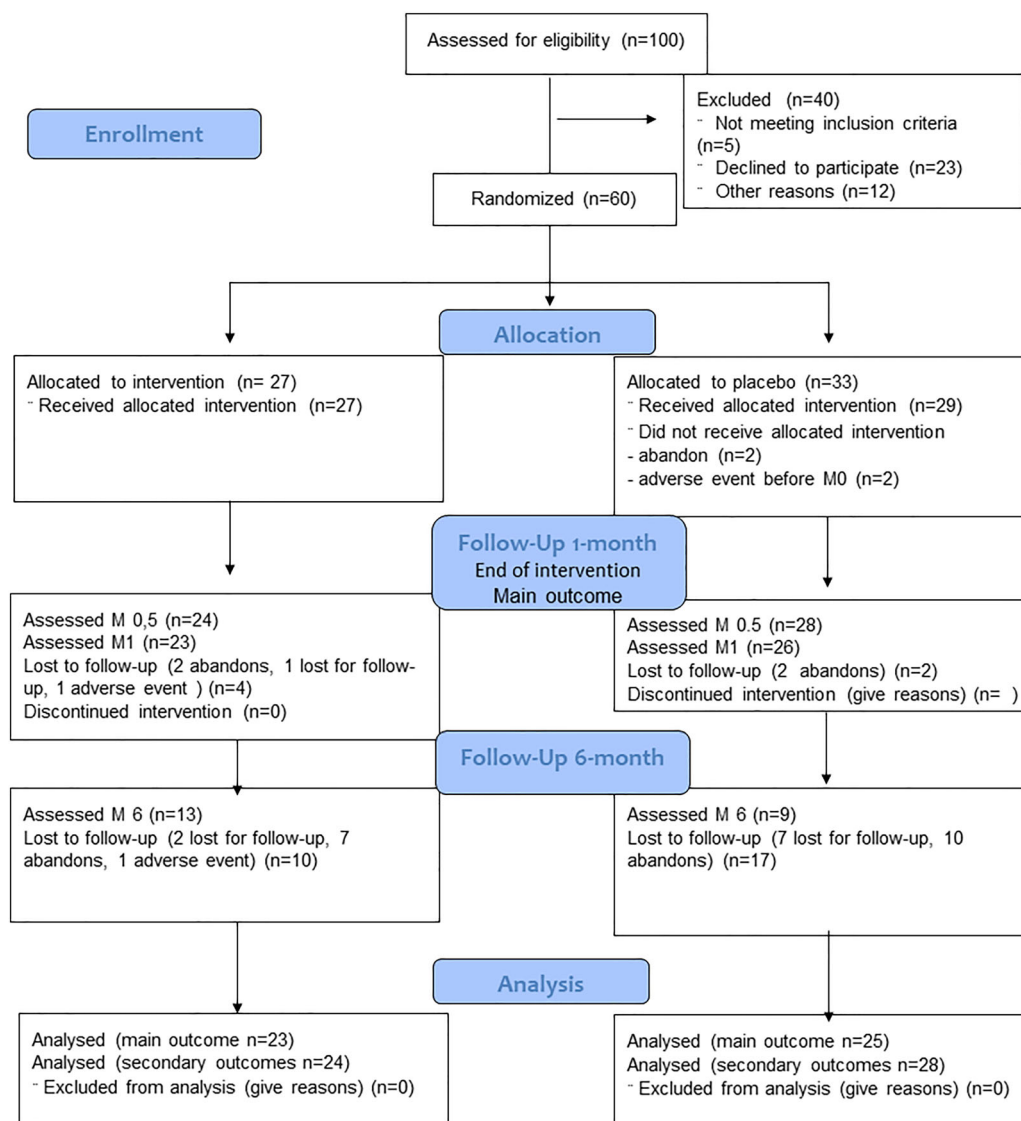 Assessed for eligibility (n=100)
Excluded (n=40)
¨ Not meeting inclusion criteria
(n=5)
¨ Declined to participate (n=23)
¨ Other reasons (n=12)
Enrollment
Randomized (n=60)
Allocation
Allocated to intervention (n= 27)
¨ Received allocated intervention (n=27)
Allocated to placebo (n=33)
¨ Received allocated intervention (n=29)
¨ Did not receive allocated intervention
- abandon (n=2)
- adverse event before M0 (n=2)
Follow-Up 1-month
End of intervention
Main outcome
Assessed M 0,5 (n=24)
Assessed M1 (n=23)
Lost to follow-up (2 abandons, 1 lost for follow-
up, 1 adverse event ) (n=4)
Discontinued intervention (n=0)
Assessed M 0.5 (n=28)
Assessed M1 (n=26)
Lost to follow-up (2 abandons) (n=2)
Discontinued intervention (give reasons) (n= )
Follow-Up 6-month
Assessed M 6 (n=13)
Lost to follow-up (2 lost for follow-up, 7
abandons, 1 adverse event) (n=10)
Assessed M 6 (n=9)
Lost to follow-up (7 lost for follow-up, 10
abandons) (n=17)
Analysis
Analysed (main outcome n=23)
Analysed (secondary outcomes n=24)
¨ Excluded from analysis (give reasons) (n=0)
Analysed (main outcome n=25)
Analysed (secondary outcomes n=28)
¨ Excluded from analysis (give reasons) (n=0)